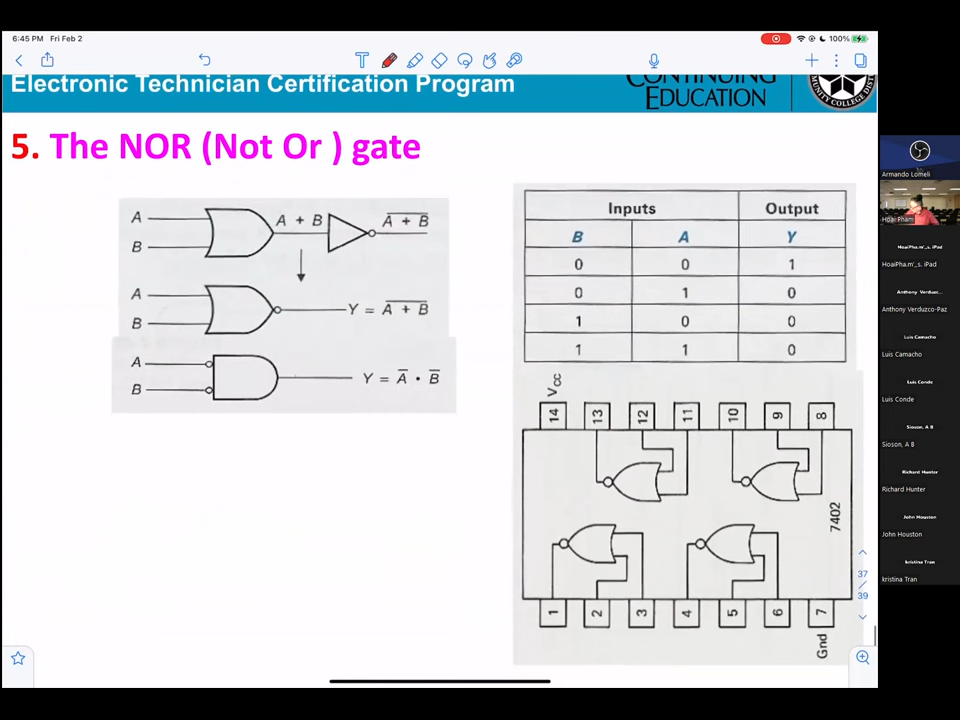 6:45 PM Fri Feb 2
100%
Electronic Technician Certification Program
CONTINUING
EDUCATION
5. The NOR (Not Or ) gate
A
B
A + B
A̅ ̅+̅ ̅B̅
A
B
Y = A̅ ̅+̅ ̅B̅
A
B
Y = A̅ • B̅
Inputs Output
B A Y
0 0 1
0 1 0
1 0 0
1 1 0
Vcc
14 13 12 11 10 9 8
7402
1 2 3 4 5 6 7
Gnd
37
39
Armando Lomeli
Hoai Pham
HoaiPha.m'_s. iPad
HoaiPha.m'_s. iPad
Anthony Verduzc...
Anthony Verduzco-Paz
Luis Camacho
Luis Camacho
Luis Conde
Luis Conde
Sioson, A B
Sioson, A B
Richard Hunter
Richard Hunter
John Houston
John Houston
kristina Tran
kristina Tran